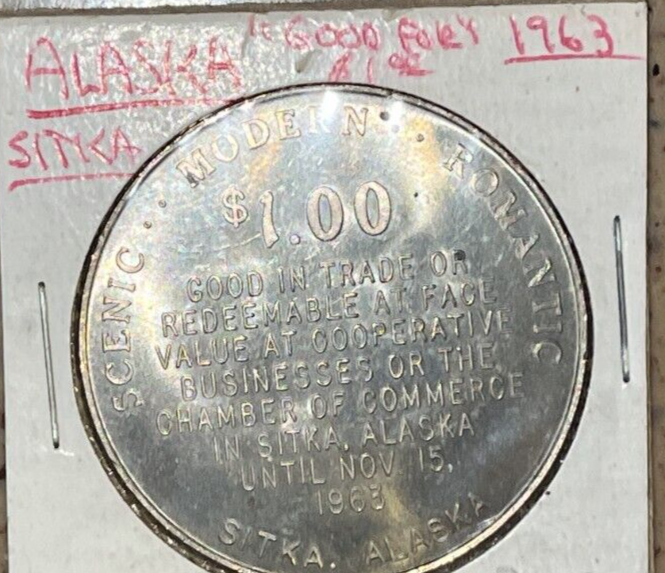 ALASKA "GOOD FOR" 1963
$1.00
SITKA
SCENIC .. MODERN .. ROMANTIC
$1.00
GOOD IN TRADE OR
REDEEMABLE AT FACE
VALUE AT COOPERATIVE
BUSINESSES OR THE
CHAMBER OF COMMERCE
IN SITKA, ALASKA
UNTIL NOV 15,
1963
SITKA, ALASKA